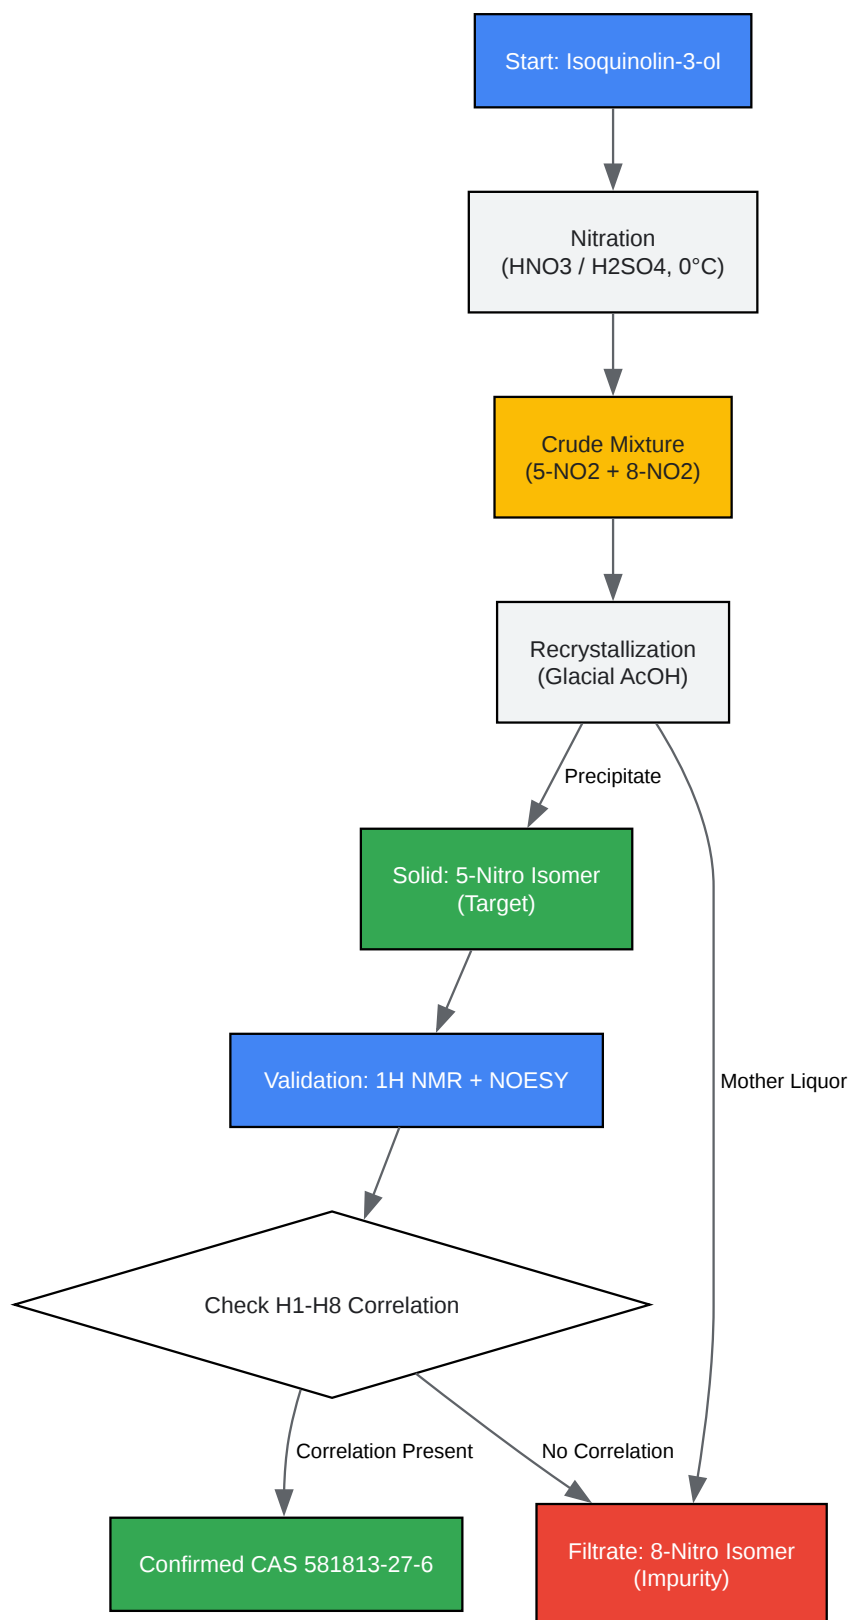 Start: Isoquinolin-3-ol
Nitration
(HNO3 / H2SO4, 0°C)
Crude Mixture
(5-NO2 + 8-NO2)
Recrystallization
(Glacial AcOH)
Precipitate
Solid: 5-Nitro Isomer
(Target)
Validation: 1H NMR + NOESY
Mother Liquor
Check H1-H8 Correlation
Correlation Present
No Correlation
Confirmed CAS 581813-27-6
Filtrate: 8-Nitro Isomer
(Impurity)